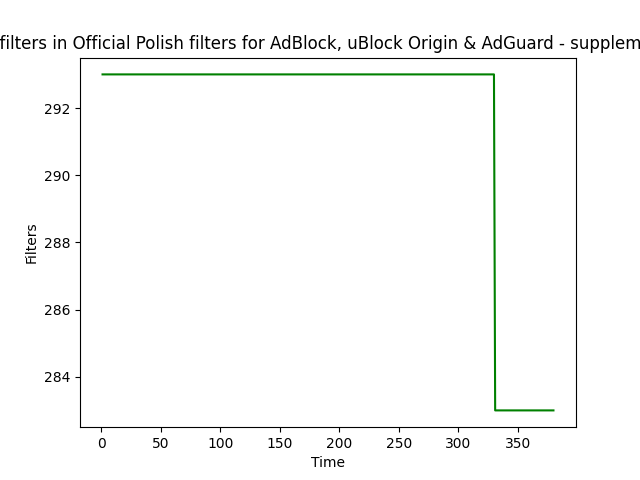 filters in Official Polish filters for AdBlock, uBlock Origin & AdGuard - supplem
292
290
288
286
284
Filters
0 50 100 150 200 250 300 350
Time